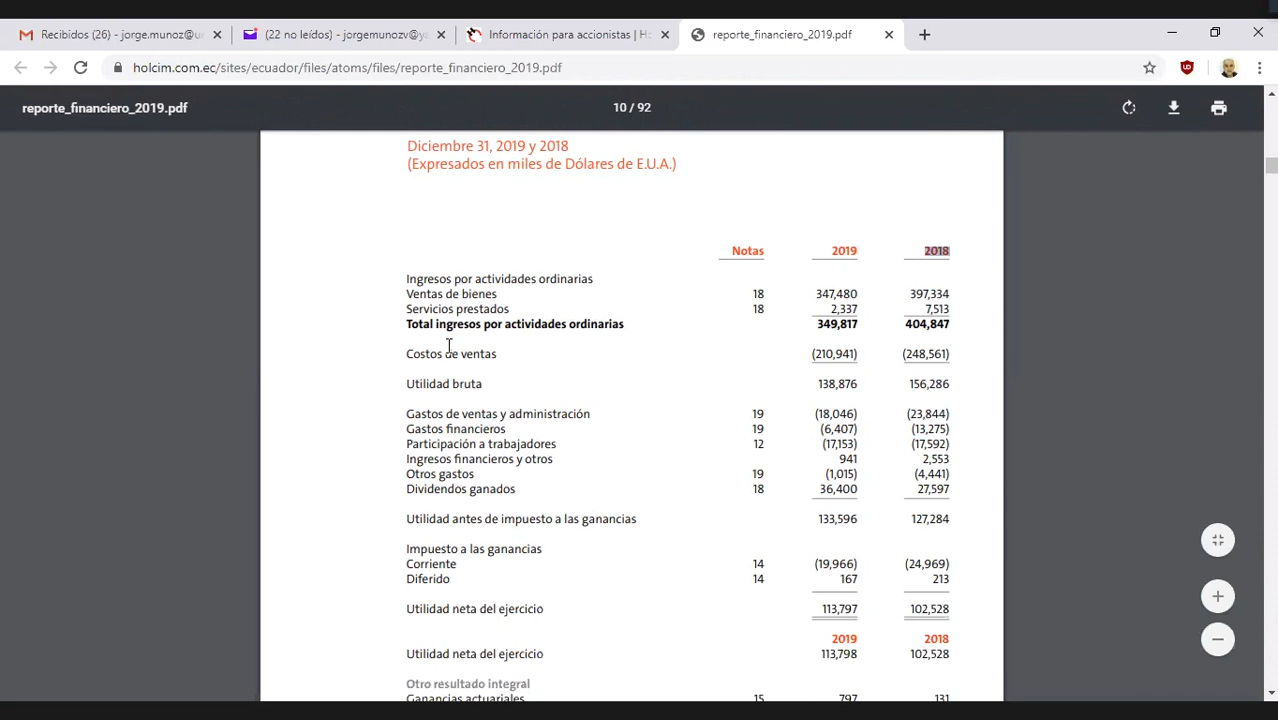 Recibidos (26) - jorge.munoz@u
(22 no leídos) - jorgemunozv@y
Información para accionistas | H
reporte_financiero_2019.pdf
holcim.com.ec/sites/ecuador/files/atoms/files/reporte_financiero_2019.pdf
reporte_financiero_2019.pdf 10 / 92
Diciembre 31, 2019 y 2018
(Expresados en miles de Dólares de E.U.A.)
Notas 2019 2018
Ingresos por actividades ordinarias
Ventas de bienes 18 347,480 397,334
Servicios prestados 18 2,337 7,513
Total ingresos por actividades ordinarias 349,817 404,847
Costos de ventas (210,941) (248,561)
Utilidad bruta 138,876 156,286
Gastos de ventas y administración 19 (18,046) (23,844)
Gastos financieros 19 (6,407) (13,275)
Participación a trabajadores 12 (17,153) (17,592)
Ingresos financieros y otros 941 2,553
Otros gastos 19 (1,015) (4,441)
Dividendos ganados 18 36,400 27,597
Utilidad antes de impuesto a las ganancias 133,596 127,284
Impuesto a las ganancias
Corriente 14 (19,966) (24,969)
Diferido 14 167 213
Utilidad neta del ejercicio 113,797 102,528
2019 2018
Utilidad neta del ejercicio 113,798 102,528
Otro resultado integral
Ganancias actuariales 15 797 131